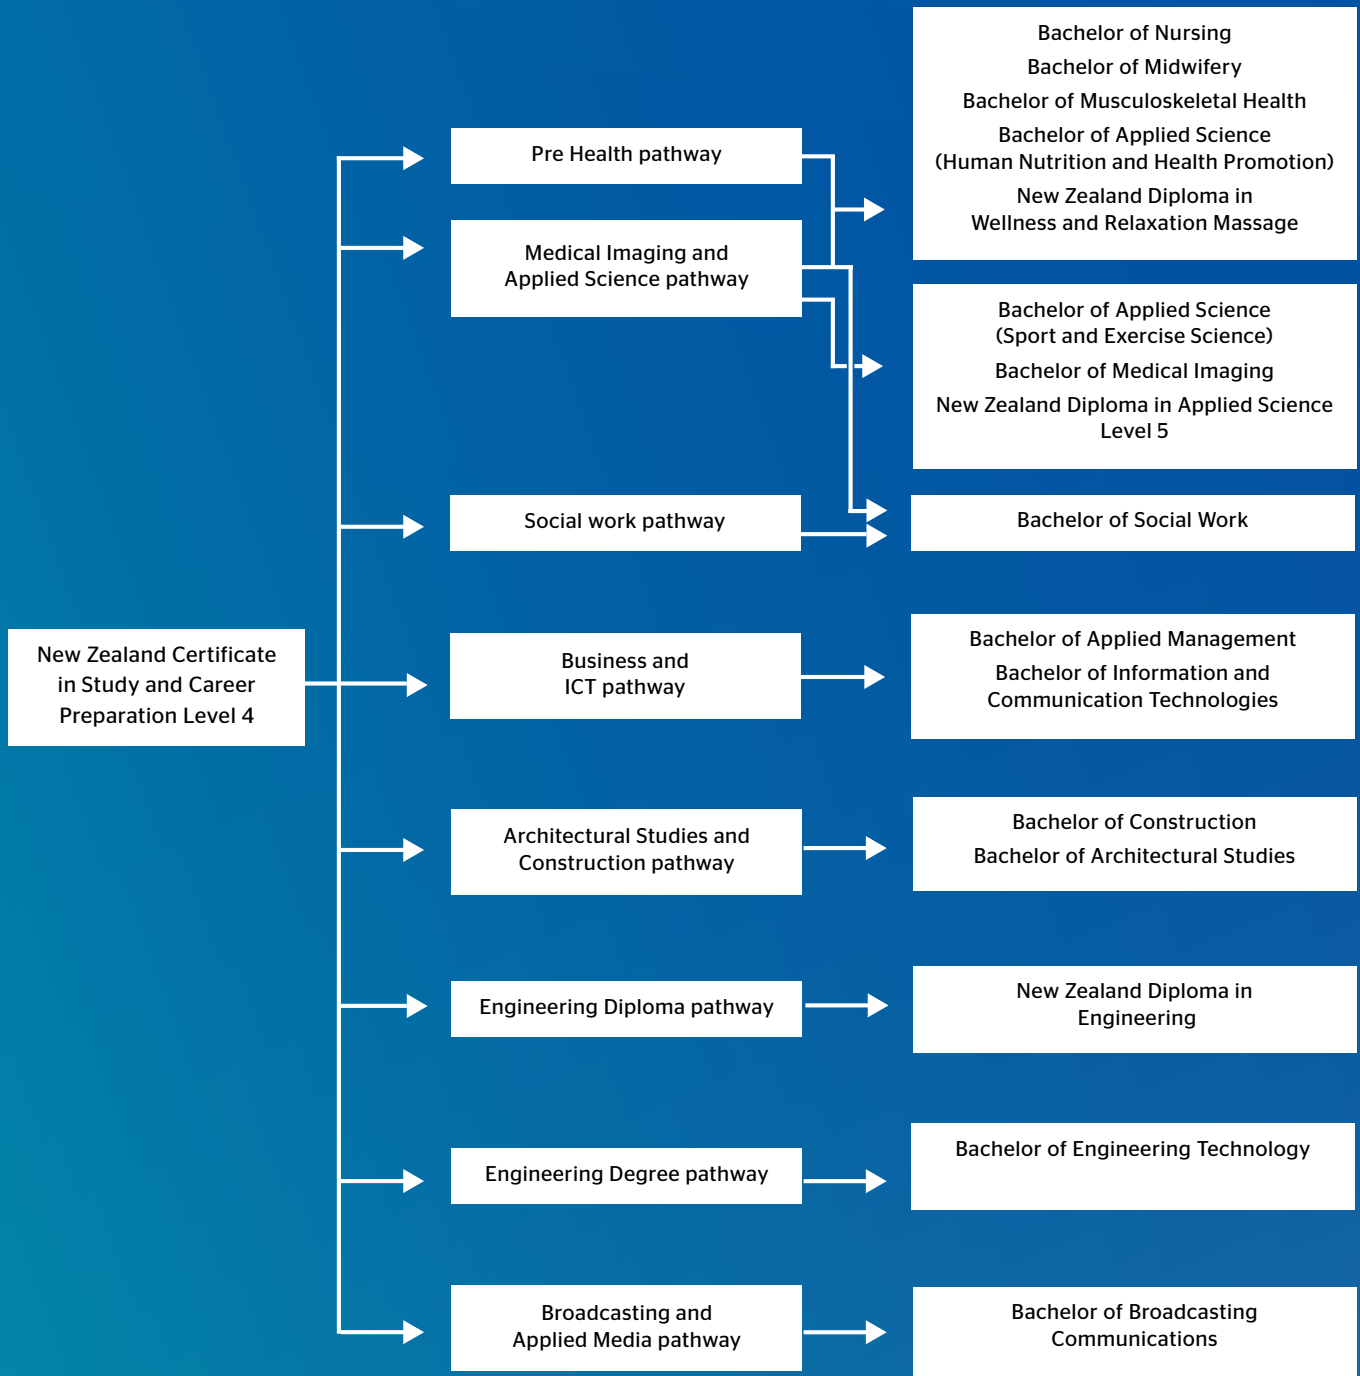 New Zealand Certificate
in Study and Career
Preparation Level 4
Pre Health pathway
Medical Imaging and
Applied Science pathway
Social work pathway
Business and
ICT pathway
Architectural Studies and
Construction pathway
Engineering Diploma pathway
Engineering Degree pathway
Broadcasting and
Applied Media pathway
Bachelor of Nursing
Bachelor of Midwifery
Bachelor of Musculoskeletal Health
Bachelor of Applied Science
(Human Nutrition and Health Promotion)
New Zealand Diploma in
Wellness and Relaxation Massage
Bachelor of Applied Science
(Sport and Exercise Science)
Bachelor of Medical Imaging
New Zealand Diploma in Applied Science
Level 5
Bachelor of Social Work
Bachelor of Applied Management
Bachelor of Information and
Communication Technologies
Bachelor of Construction
Bachelor of Architectural Studies
New Zealand Diploma in
Engineering
Bachelor of Engineering Technology
Bachelor of Broadcasting
Communications